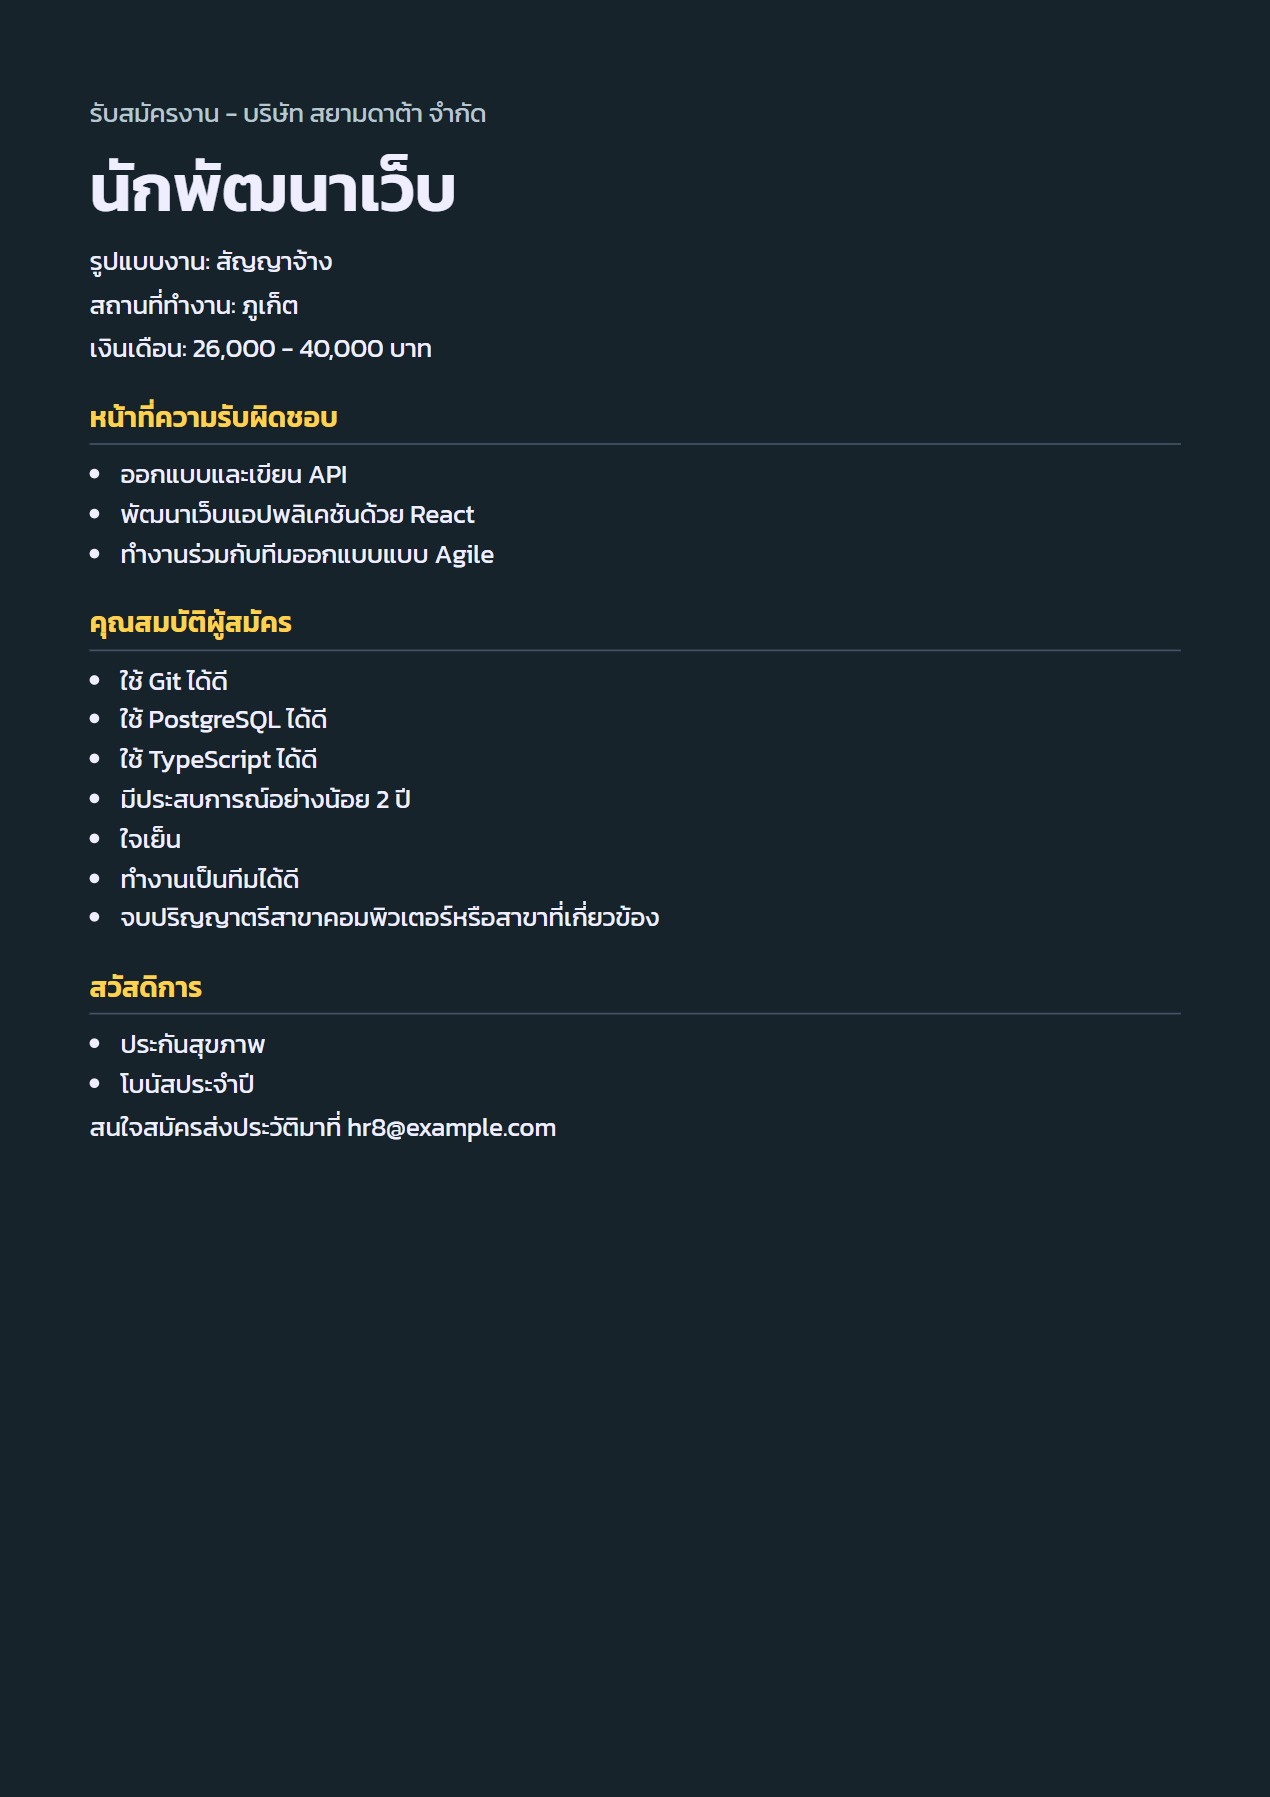 รับสมัครงาน - บริษัท สยามดาต้า จำกัด
นักพัฒนาเว็บ
รูปแบบงาน: สัญญาจ้าง
สถานที่ทำงาน: ภูเก็ต
เงินเดือน: 26,000 - 40,000 บาท
หน้าที่ความรับผิดชอบ
• ออกแบบและเขียน API
• พัฒนาเว็บแอปพลิเคชันด้วย React
• ทำงานร่วมกับทีมออกแบบแบบ Agile
คุณสมบัติผู้สมัคร
• ใช้ Git ได้ดี
• ใช้ PostgreSQL ได้ดี
• ใช้ TypeScript ได้ดี
• มีประสบการณ์อย่างน้อย 2 ปี
• ใจเย็น
• ทำงานเป็นทีมได้ดี
• จบปริญญาตรีสาขาคอมพิวเตอร์หรือสาขาที่เกี่ยวข้อง
สวัสดิการ
• ประกันสุขภาพ
• โบนัสประจำปี
สนใจสมัครส่งประวัติมาที่ hr8@example.com